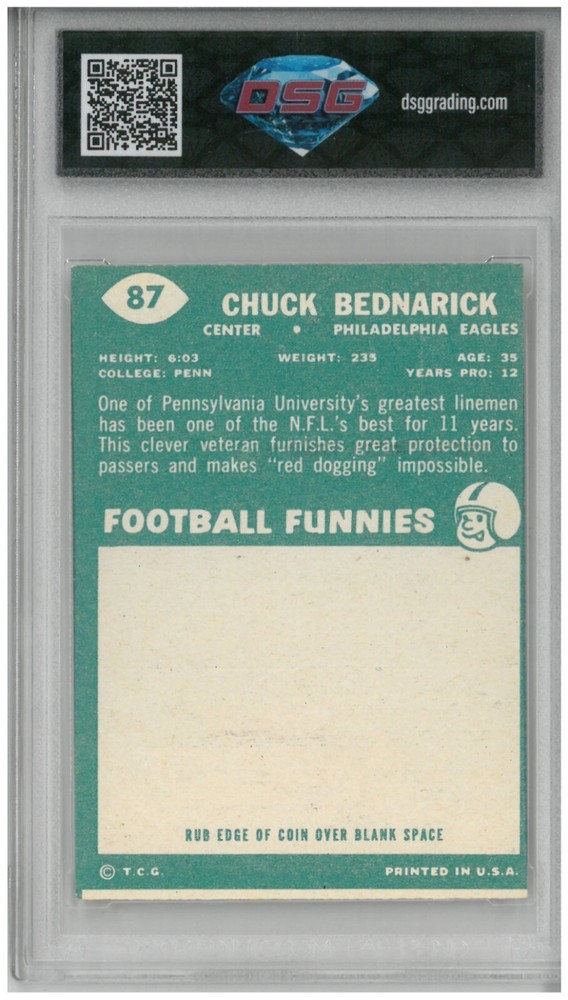 DSG
dsggrading.com
87
CHUCK BEDNARICK
CENTER • PHILADELPHIA EAGLES
HEIGHT: 6:03 WEIGHT: 235 AGE: 35
COLLEGE: PENN YEARS PRO: 12
One of Pennsylvania University's greatest linemen
has been one of the N.F.L.'s best for 11 years.
This clever veteran furnishes great protection to
passers and makes "red dogging" impossible.
FOOTBALL FUNNIES
RUB EDGE OF COIN OVER BLANK SPACE
© T.C.G. PRINTED IN U.S.A.